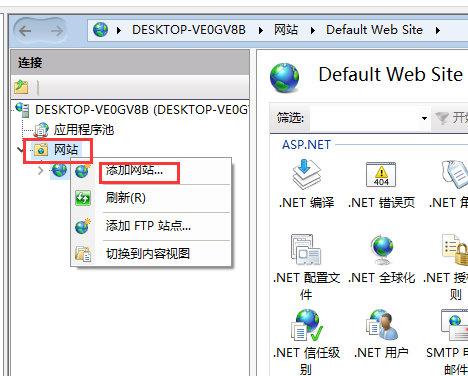 DESKTOP-VE0GV8B ▸ 网站 ▸ Default Web Site ▸
连接
DESKTOP-VE0GV8B (DESKTOP-VE0G
应用程序池
网站
添加网站...
刷新(R)
添加 FTP 站点...
切换到内容视图
Default Web Site
筛选:
ASP.NET
.NET 编译
.NET 错误页
.NET
.NET 配置文件
.NET 全球化
.NET 授权规则
.NET 信任级别
.NET 用户
SMTP 电子邮件
404